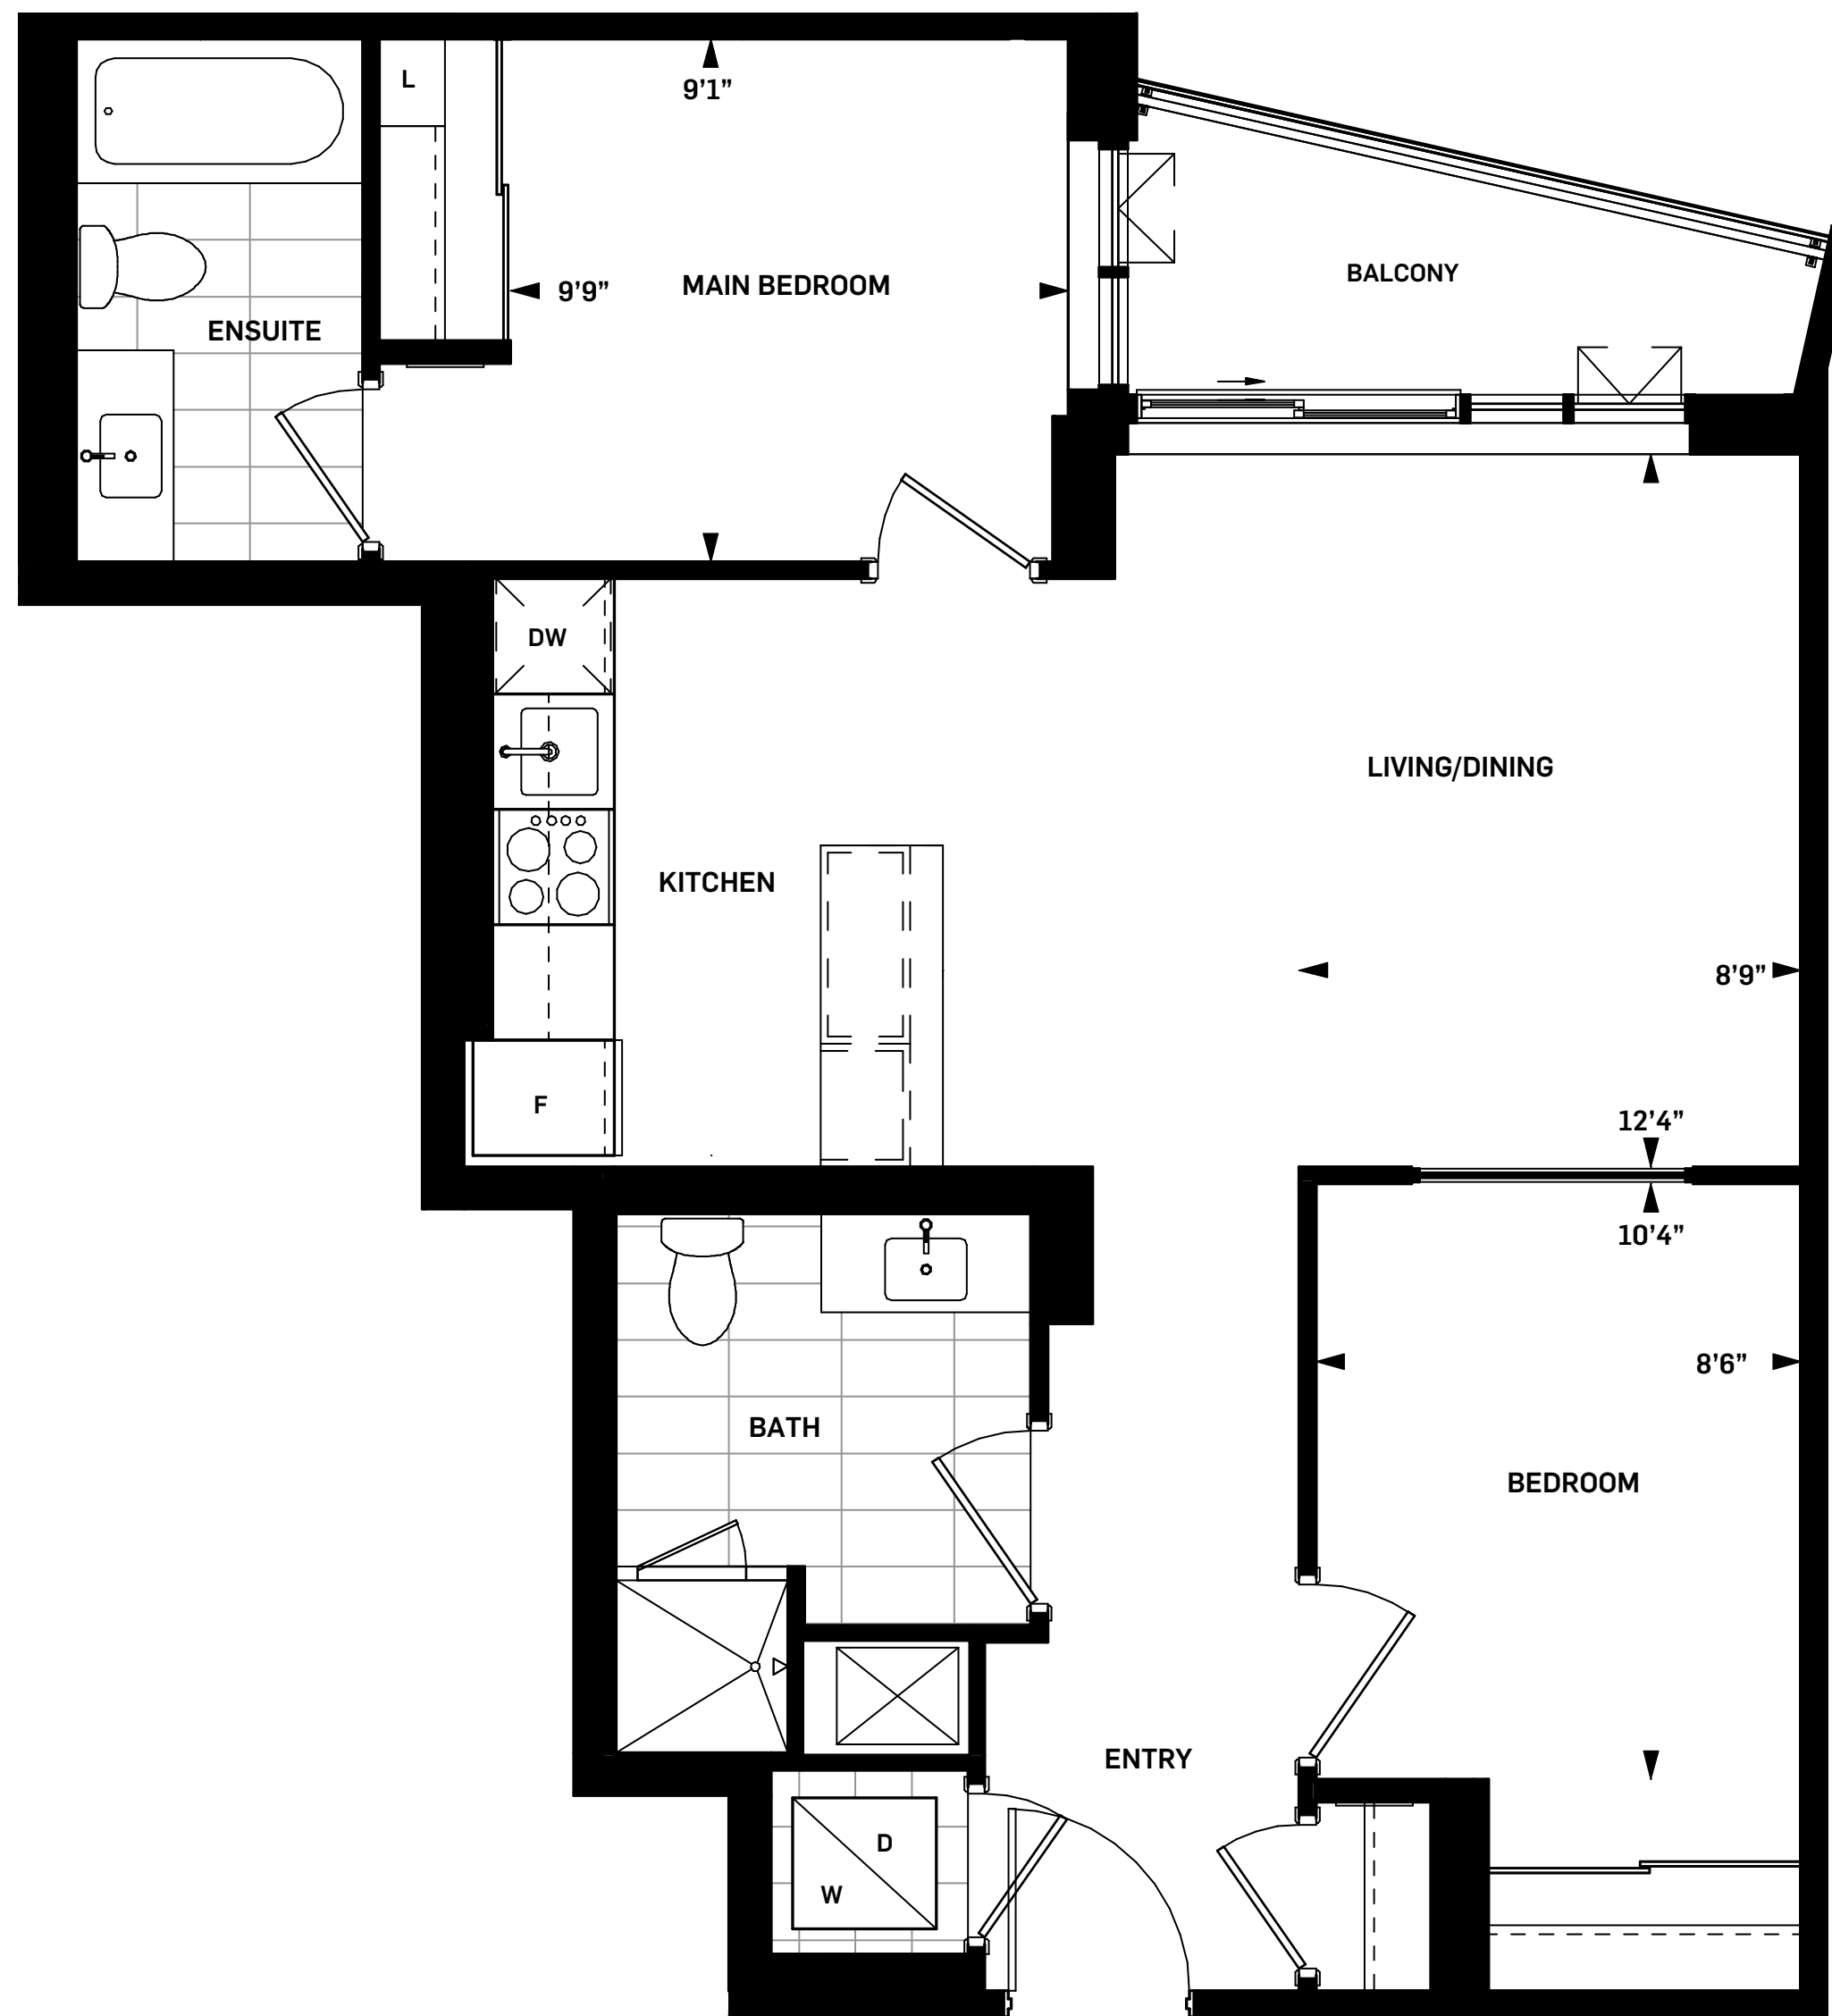 L
9’1”
BALCONY
9’9”
MAIN BEDROOM
ENSUITE
DW
LIVING/DINING
KITCHEN
8’9”
F
12’4”
10’4”
8’6”
BATH
BEDROOM
ENTRY
D
W